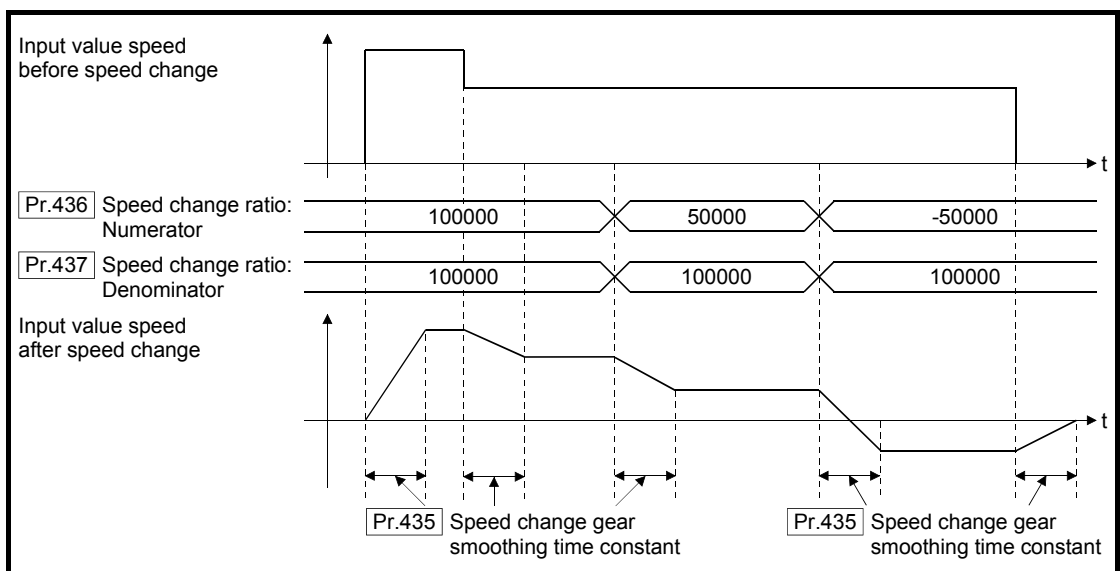 Input value speed
before speed change
t
Pr.436 Speed change ratio:
Numerator
100000 50000 -50000
Pr.437 Speed change ratio:
Denominator
100000 100000 100000
Input value speed
after speed change
t
Pr.435 Speed change gear
smoothing time constant
Pr.435 Speed change gear
smoothing time constant